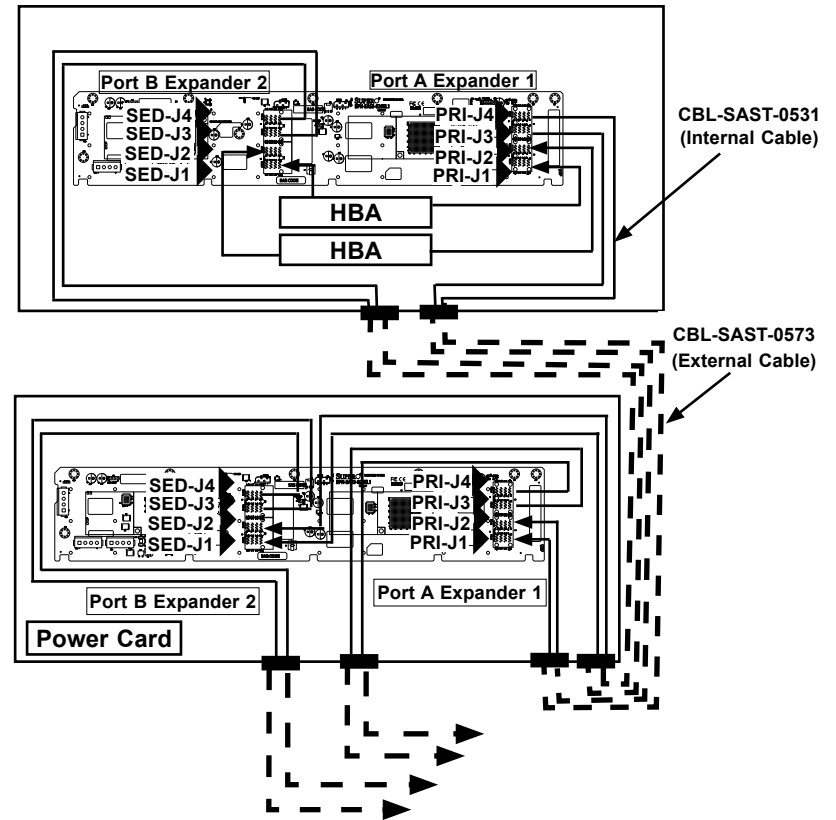 Port B Expander 2
Port A Expander 1
SED-J4
SED-J3
SED-J2
SED-J1
PRI-J4
PRI-J3
PRI-J2
PRI-J1
CBL-SAST-0531
(Internal Cable)
HBA
HBA
CBL-SAST-0573
(External Cable)
SED-J4
SED-J3
SED-J2
SED-J1
PRI-J4
PRI-J3
PRI-J2
PRI-J1
Port B Expander 2
Port A Expander 1
Power Card